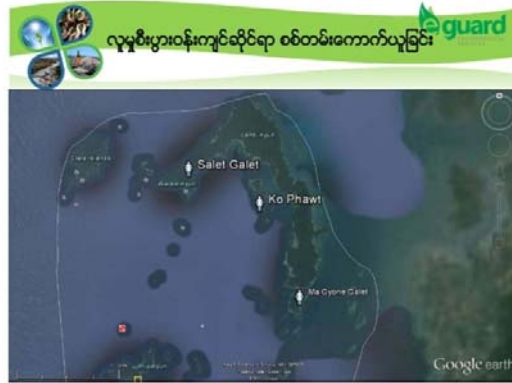 လူမှုစီးပွားဝန်းကျင်ဆိုင်ရာ စစ်တမ်းကောက်ယူခြင်း
eguard
Salet Galet
Ko Phawt
Ma Gyone Galet
Google earth